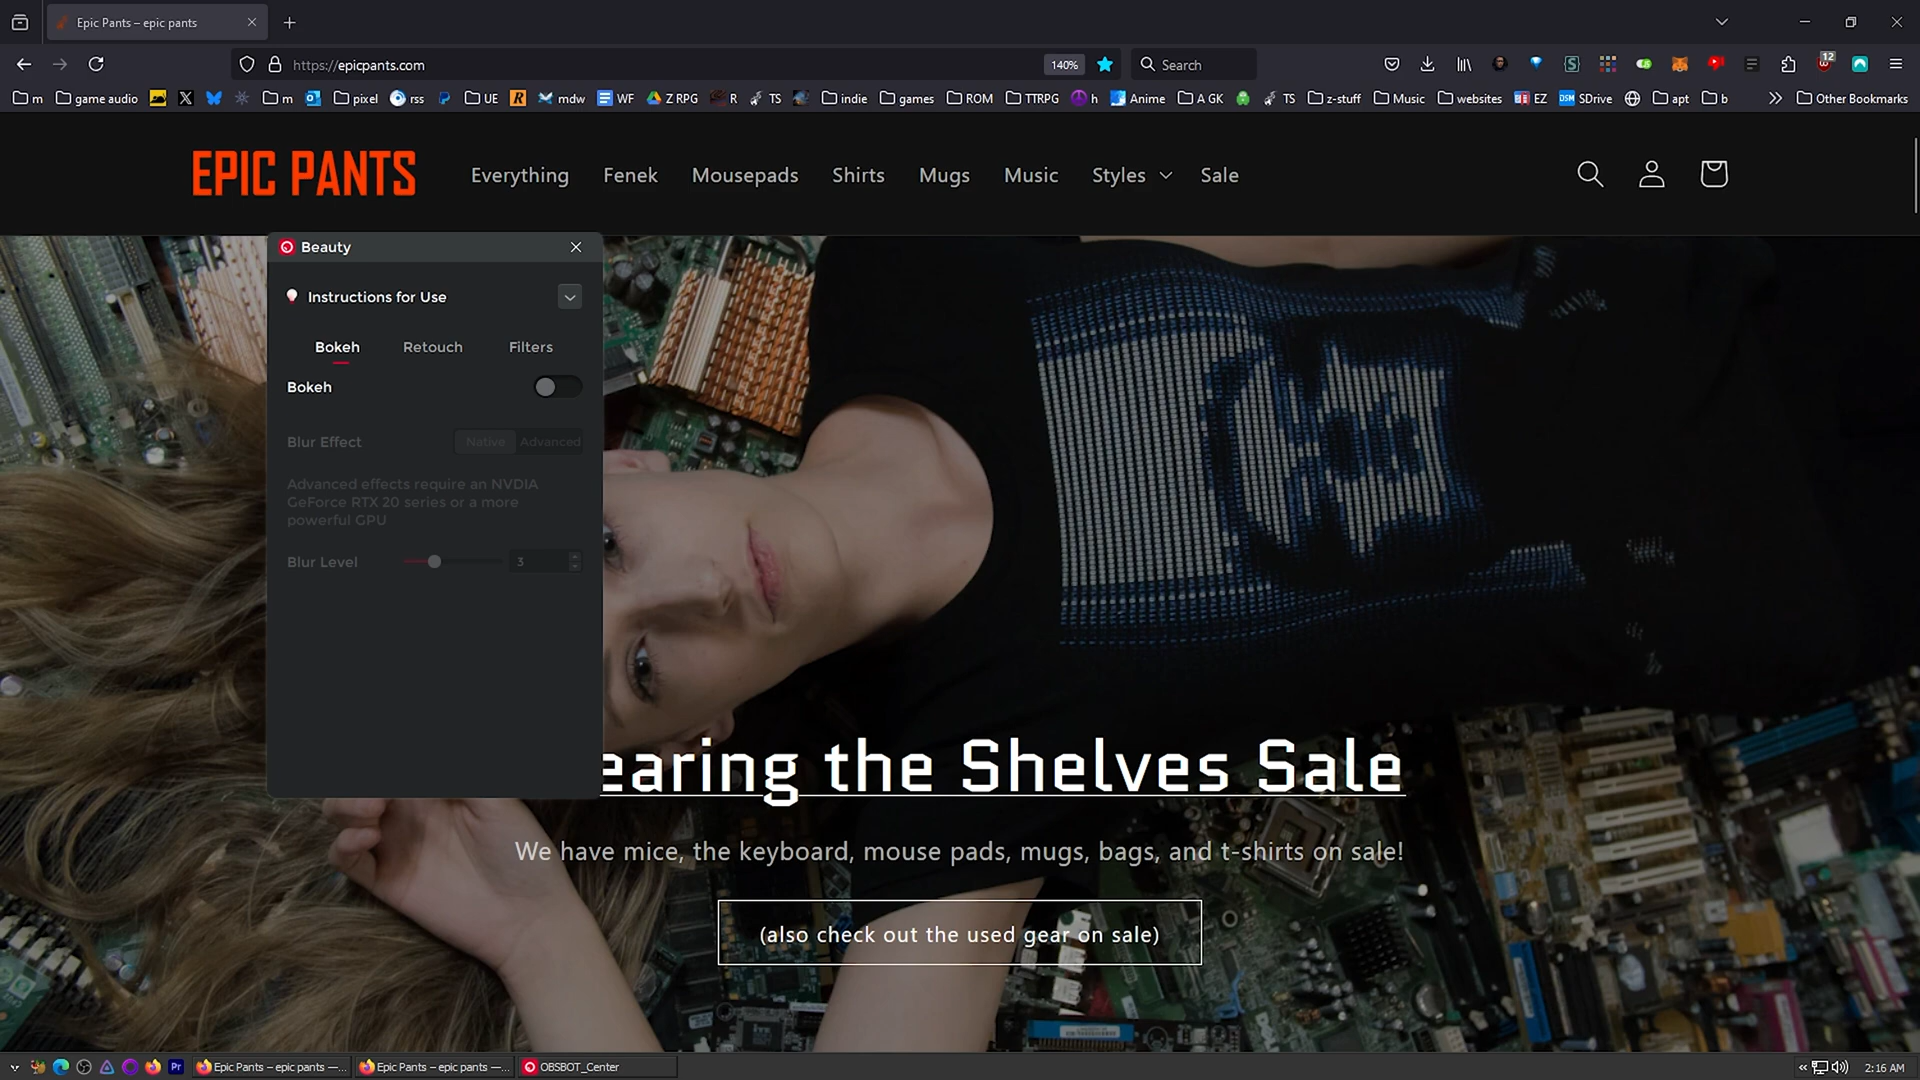 Epic Pants – epic pants
https://epicpants.com
140%
Search
12
m
game audio
m
pixel
rss
UE
R
mdw
WF
Z RPG
R
TS
indie
games
ROM
TTRPG
h
Anime
A GK
TS
z-stuff
Music
websites
EZ
DSM
SDrive
apt
b
Other Bookmarks
EPIC PANTS
Everything
Fenek
Mousepads
Shirts
Mugs
Music
Styles
Sale
Beauty
Instructions for Use
Bokeh
Retouch
Filters
Bokeh
Blur Effect
Native
Advanced
Advanced effects require an NVDIA
GeForce RTX 20 series or a more
powerful GPU
Blur Level
3
earing the Shelves Sale
We have mice, the keyboard, mouse pads, mugs, bags, and t-shirts on sale!
(also check out the used gear on sale)
Pr
Epic Pants – epic pants —...
Epic Pants – epic pants —...
OBSBOT_Center
2:16 AM